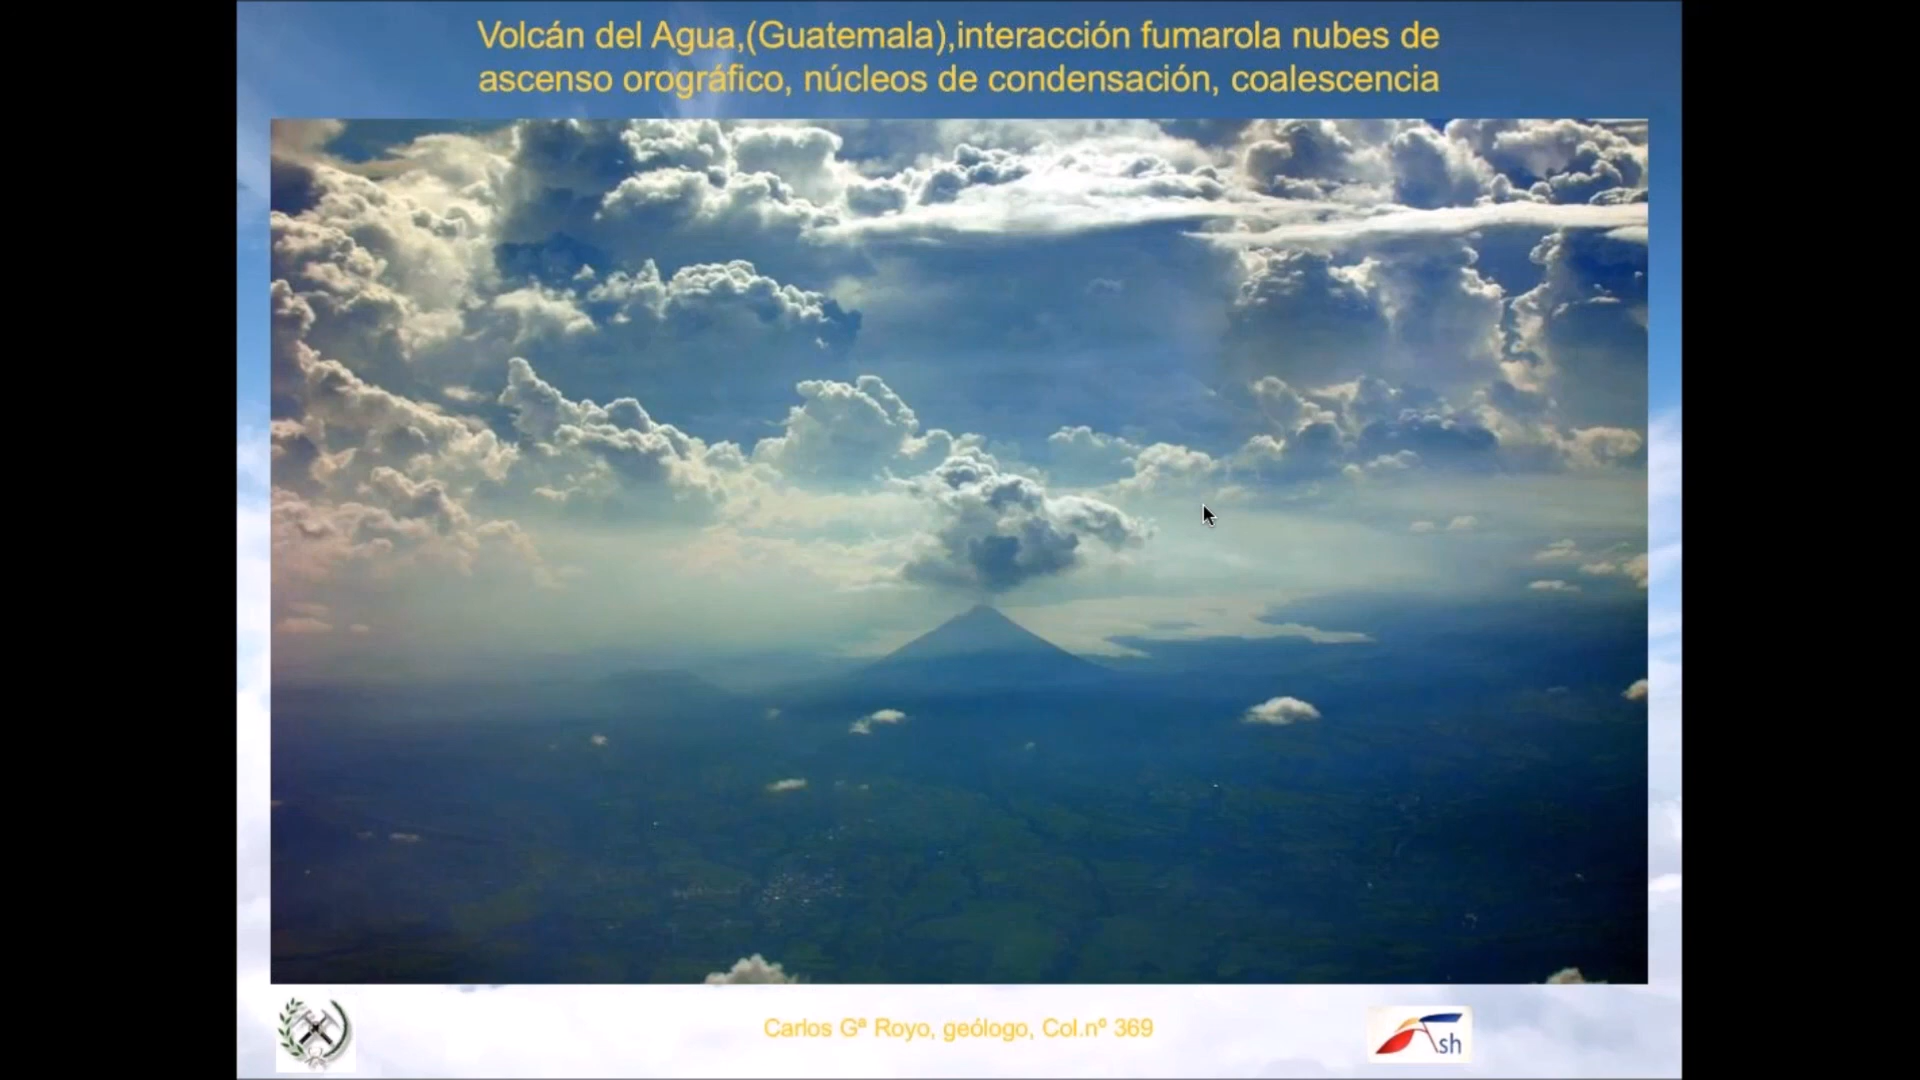 Volcán del Agua,(Guatemala),interacción fumarola nubes de
ascenso orográfico, núcleos de condensación, coalescencia
Carlos Gª Royo, geólogo, Col.nº 369
Ash